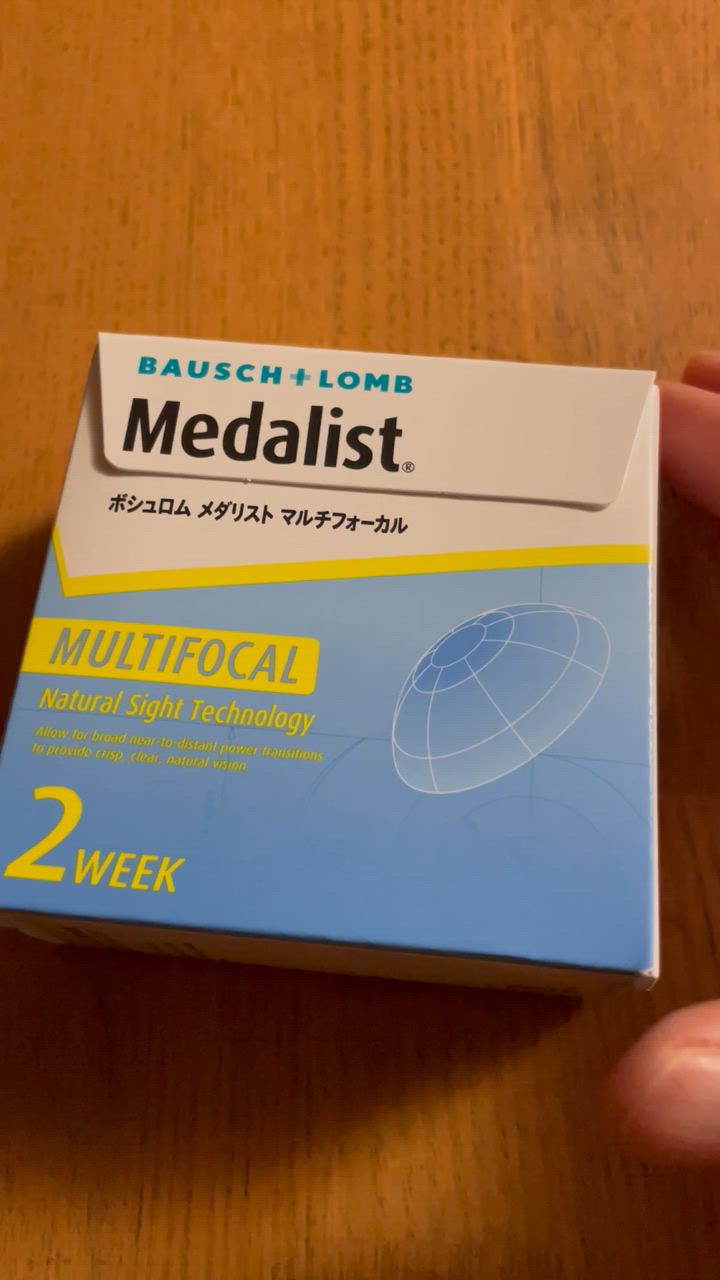 BAUSCH+LOMB
Medalist®
ボシュロム メダリスト マルチフォーカル
MULTIFOCAL
Natural Sight Technology
Allow for broad near-to-distant power transitions
to provide crisp, clear, natural vision.
2 WEEK